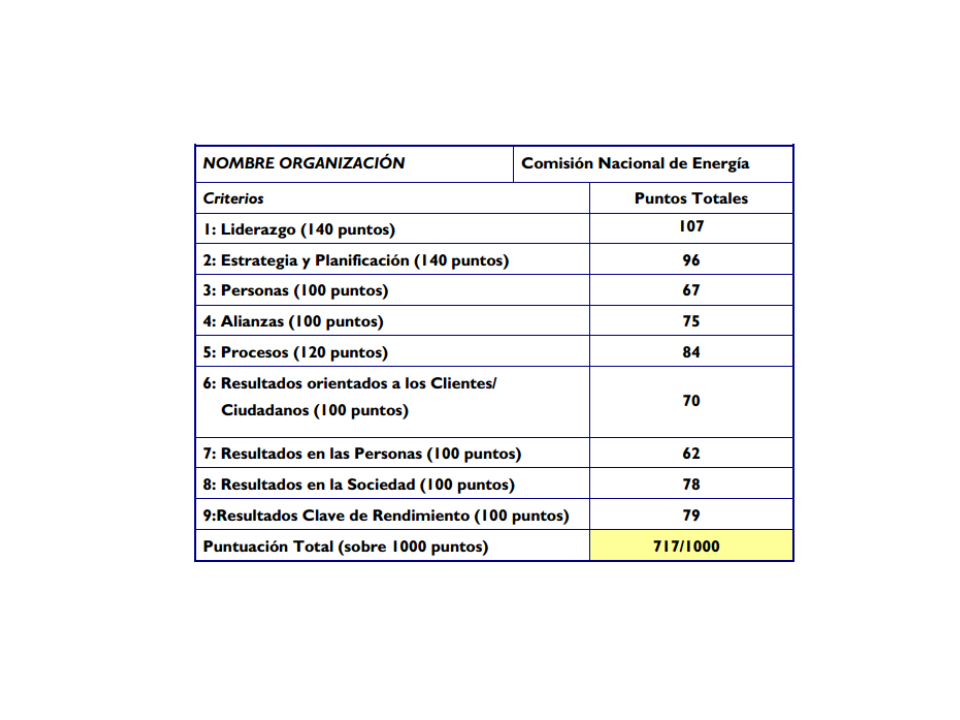 NOMBRE ORGANIZACIÓN Comisión Nacional de Energía
Criterios Puntos Totales
1: Liderazgo (140 puntos) 107
2: Estrategia y Planificación (140 puntos) 96
3: Personas (100 puntos) 67
4: Alianzas (100 puntos) 75
5: Procesos (120 puntos) 84
6: Resultados orientados a los Clientes/
Ciudadanos (100 puntos) 70
7: Resultados en las Personas (100 puntos) 62
8: Resultados en la Sociedad (100 puntos) 78
9:Resultados Clave de Rendimiento (100 puntos) 79
Puntuación Total (sobre 1000 puntos) 717/1000